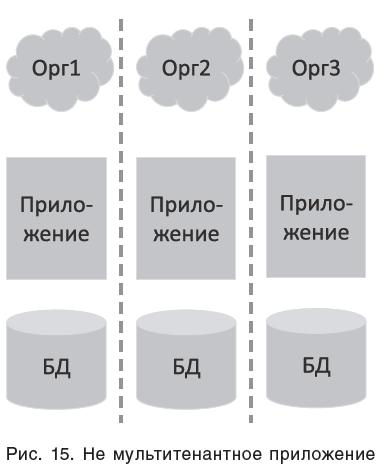 Орг1
Орг2
Орг3
Прило-
жение
Прило-
жение
Прило-
жение
БД
БД
БД
Рис. 15. Не мультитенантное приложение